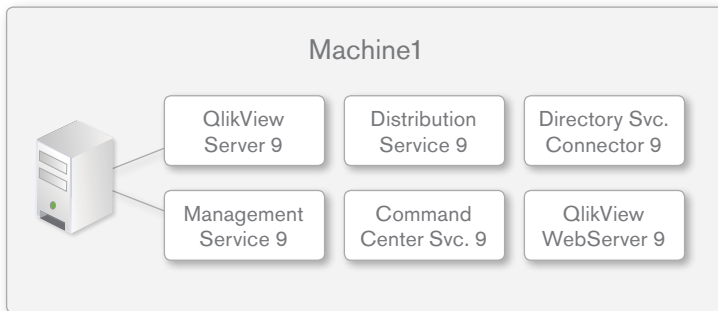 Machine1
QlikView
Server 9
Distribution
Service 9
Directory Svc.
Connector 9
Management
Service 9
Command
Center Svc. 9
QlikView
WebServer 9